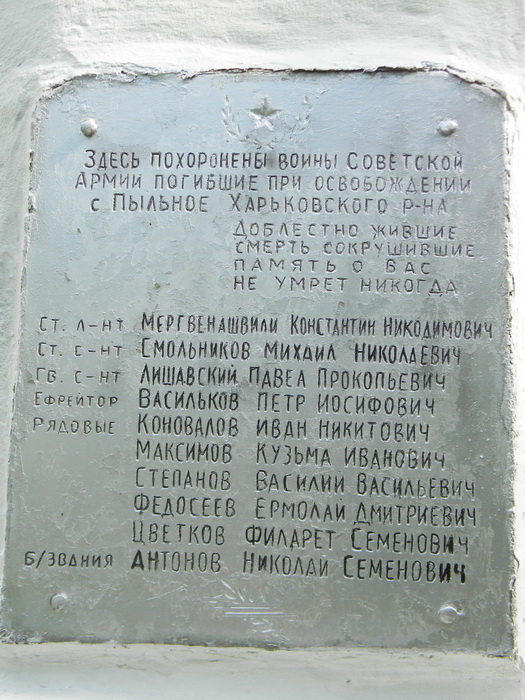 Здесь похоронены воины Советской
Армии погибшие при освобождении
с Пыльное Харьковского р-на
Доблестно жившие
смерть сокрушившие
память о вас
не умрет никогда
Ст. л-нт Мергвенашвили Константин Никодимович
Ст. с-нт Смольников Михаил Николаевич
Гв. с-нт Лишавский Павел Прокопьевич
Ефрейтор Васильков Петр Иосифович
Рядовые Коновалов Иван Никитович
Максимов Кузьма Иванович
Степанов Василии Васильевич
Федосеев Ермолай Дмитриевич
Цветков Филарет Семенович
Б/звания Антонов Николай Семенович